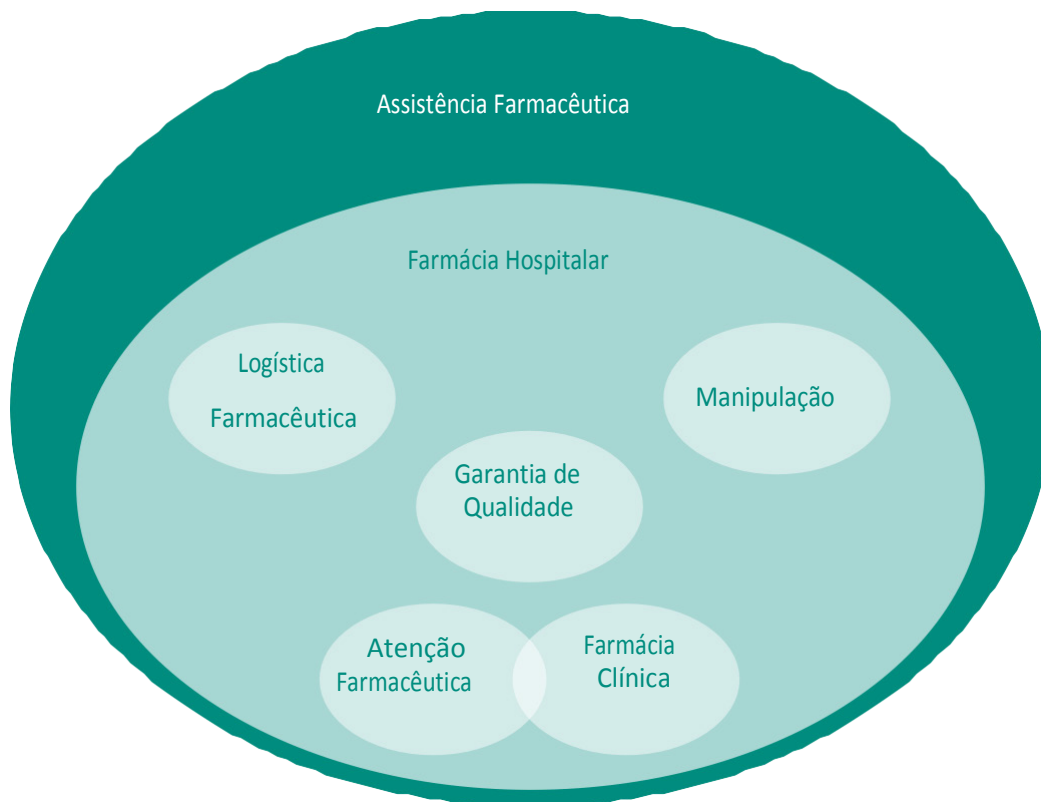 Assistência Farmacêutica
Farmácia Hospitalar
Logística
Farmacêutica
Manipulação
Garantia de
Qualidade
Atenção
Farmacêutica
Farmácia
Clínica